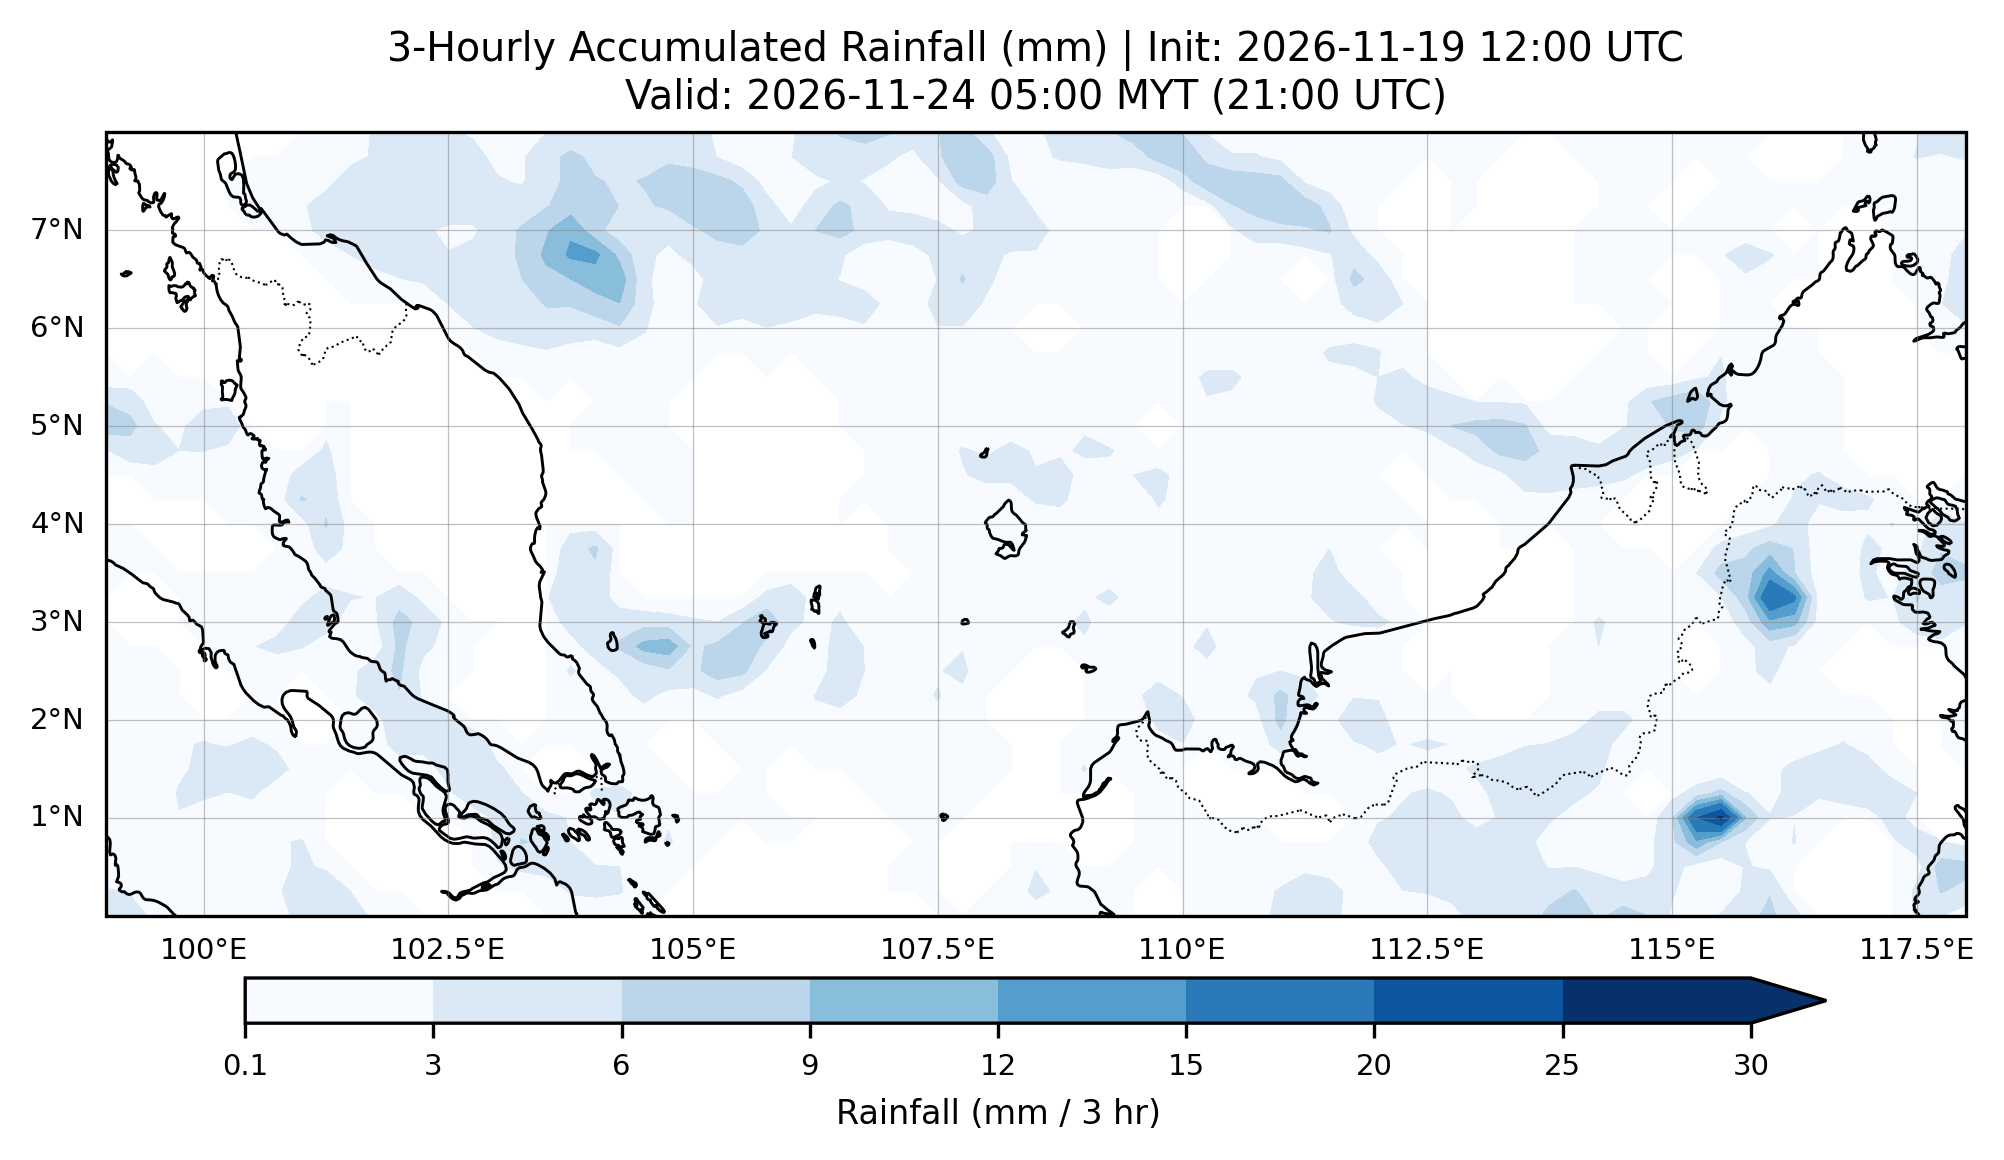 3-Hourly Accumulated Rainfall (mm) | Init: 2026-11-19 12:00 UTC
Valid: 2026-11-24 05:00 MYT (21:00 UTC)
7°N
6°N
5°N
4°N
3°N
2°N
1°N
100°E 102.5°E 105°E 107.5°E 110°E 112.5°E 115°E 117.5°E
0.1 3 6 9 12 15 20 25 30
Rainfall (mm / 3 hr)